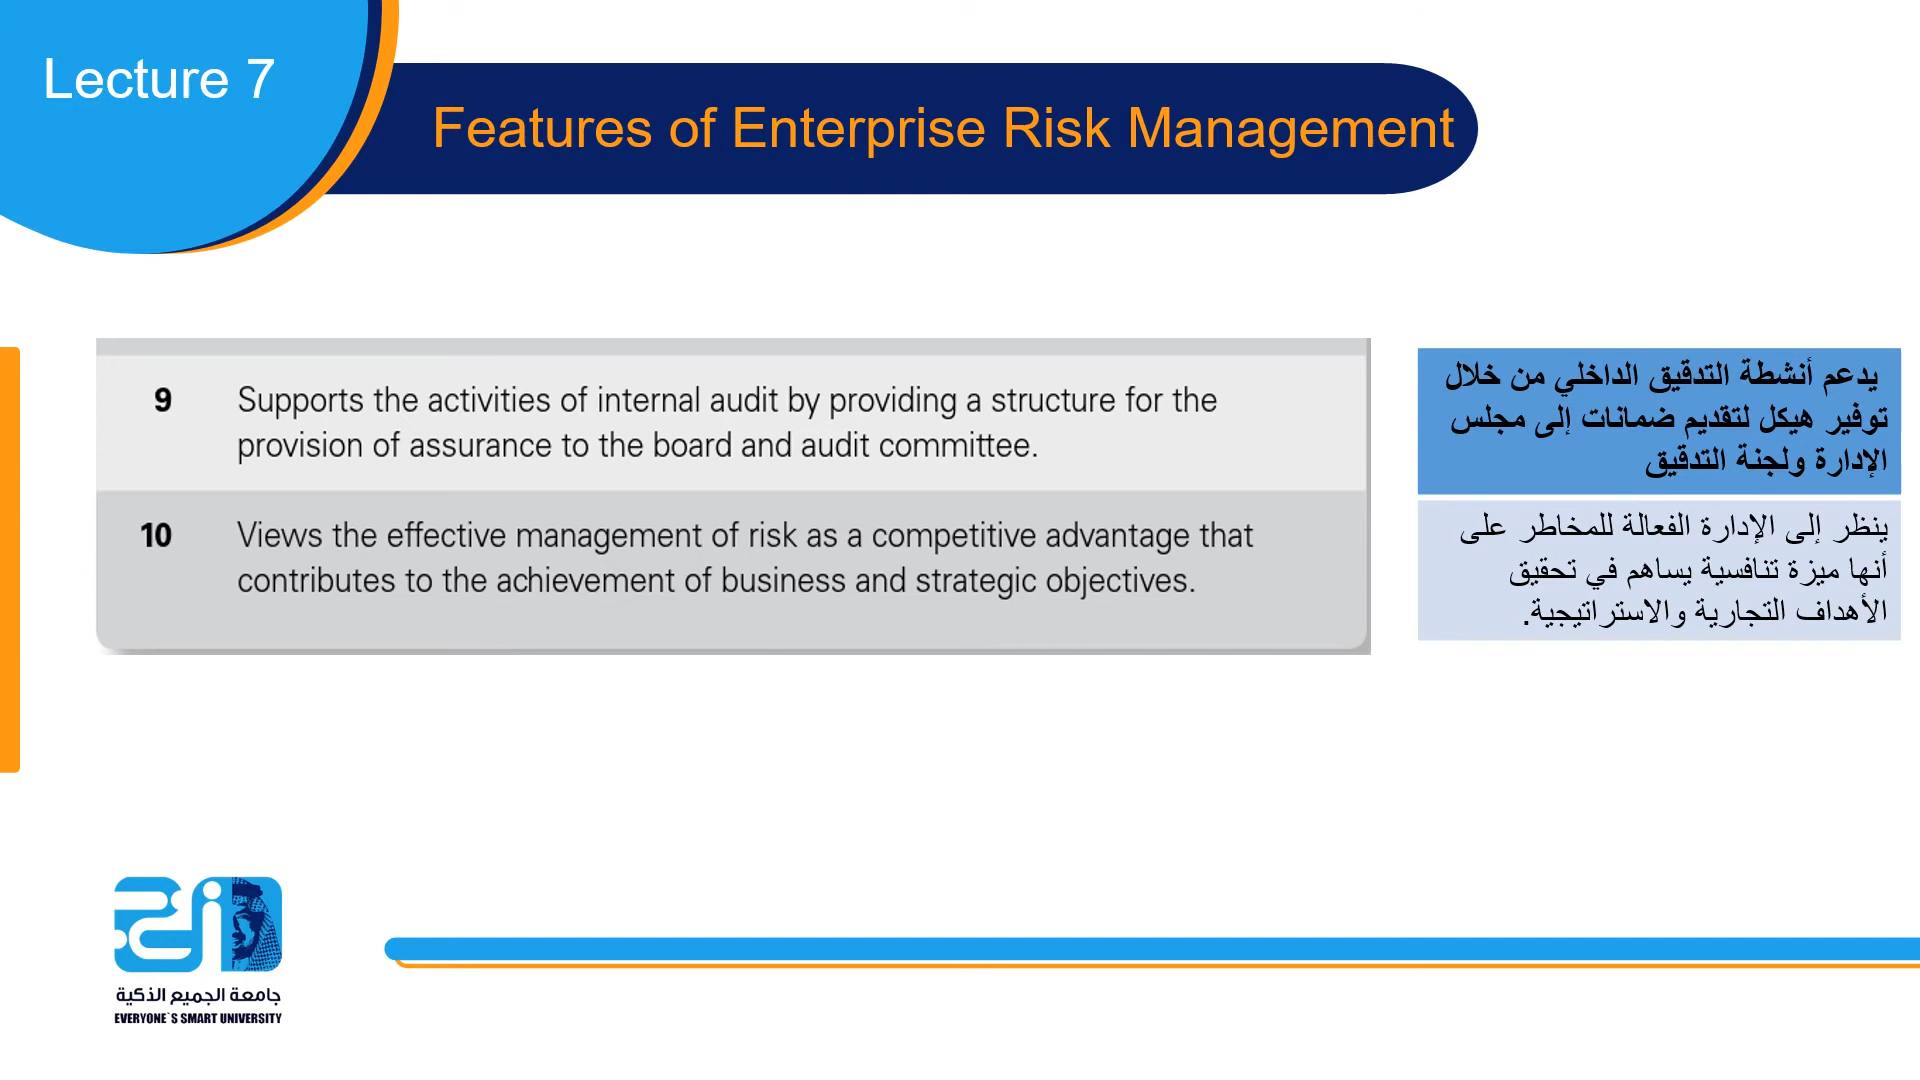 Lecture 7
Features of Enterprise Risk Management
9 Supports the activities of internal audit by providing a structure for the
provision of assurance to the board and audit committee.
10 Views the effective management of risk as a competitive advantage that
contributes to the achievement of business and strategic objectives.
يدعم أنشطة التدقيق الداخلي من خلال
توفير هيكل لتقديم ضمانات إلى مجلس
الإدارة ولجنة التدقيق
ينظر إلى الإدارة الفعالة للمخاطر على
أنها ميزة تنافسية يساهم في تحقيق
الأهداف التجارية والاستراتيجية.
جامعة الجميع الذكية
EVERYONE`S SMART UNIVERSITY